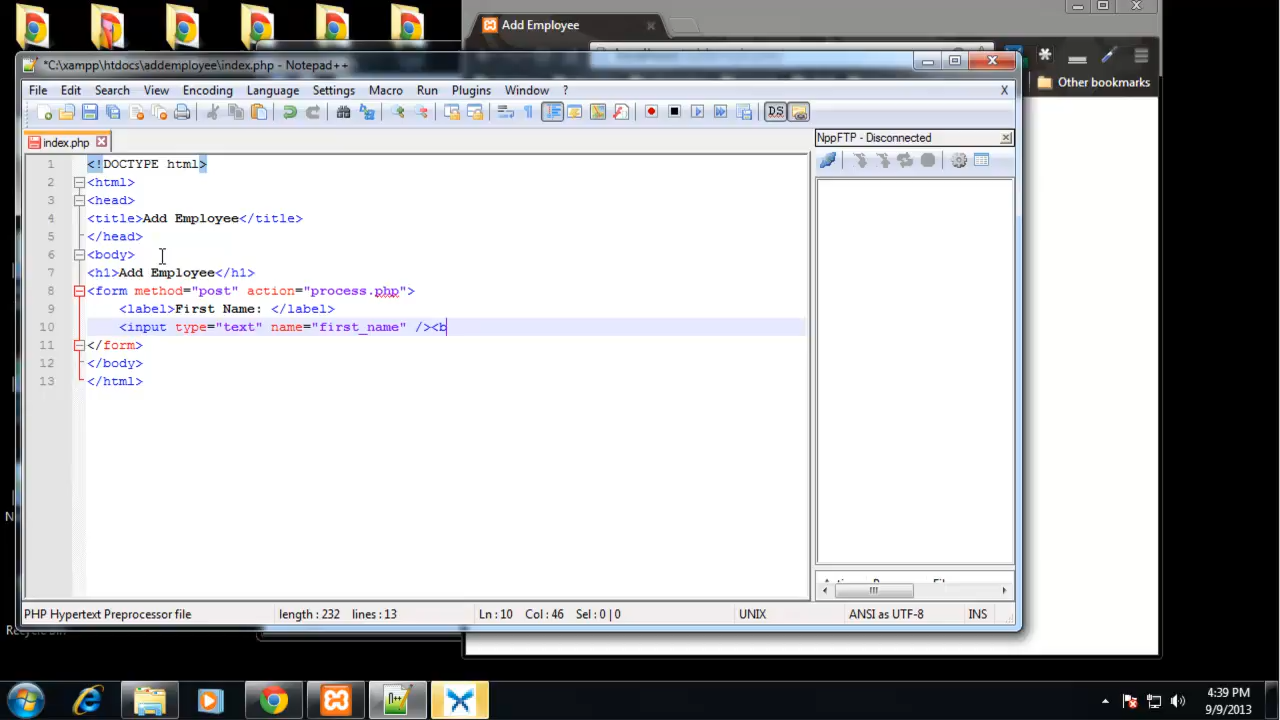 Add Employee
*C:\xampp\htdocs\addemployee\index.php - Notepad++
Other bookmarks
File Edit Search View Encoding Language Settings Macro Run Plugins Window ? X
index.php
NppFTP - Disconnected
1 <!DOCTYPE html>
2 <html>
3 <head>
4 <title>Add Employee</title>
5 </head>
6 <body>
7 <h1>Add Employee</h1>
8 <form method="post" action="process.php">
9 <label>First Name: </label>
10 <input type="text" name="first_name" /><b
11 </form>
12 </body>
13 </html>
PHP Hypertext Preprocessor file length : 232 lines : 13 Ln : 10 Col : 46 Sel : 0 | 0 UNIX ANSI as UTF-8 INS
4:39 PM
9/9/2013